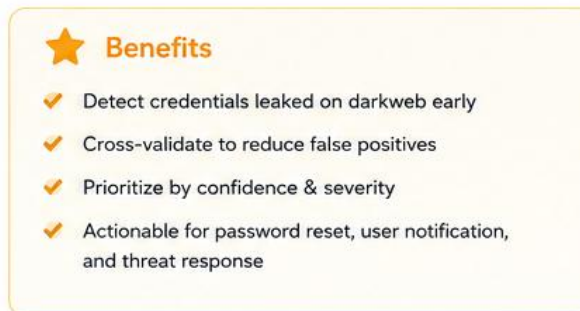 Benefits
Detect credentials leaked on darkweb early
Cross-validate to reduce false positives
Prioritize by confidence & severity
Actionable for password reset, user notification,
and threat response